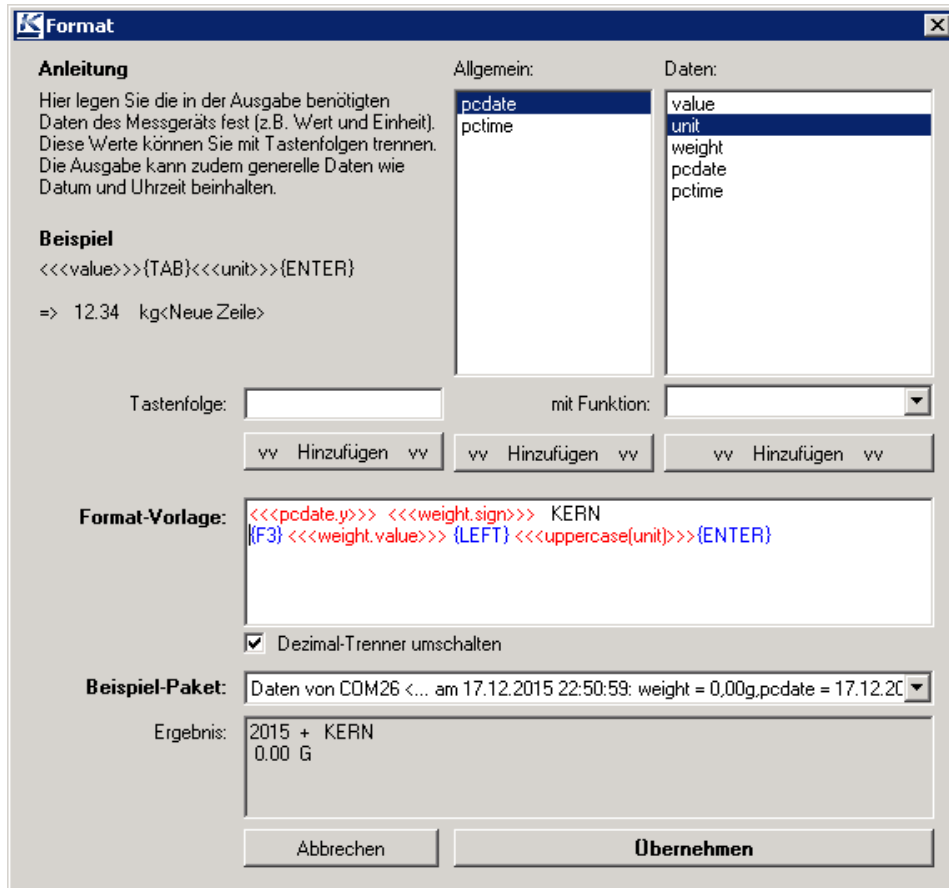 Format
Anleitung
Hier legen Sie die in der Ausgabe benötigten
Daten des Messgeräts fest (z.B. Wert und Einheit).
Diese Werte können Sie mit Tastenfolgen trennen.
Die Ausgabe kann zudem generelle Daten wie
Datum und Uhrzeit beinhalten.
Beispiel
<<<value>>>{TAB}<<<unit>>>{ENTER}
=> 12.34 kg<Neue Zeile>
Allgemein:
pcdate
pctime
Daten:
value
unit
weight
pcdate
pctime
Tastenfolge:
mit Funktion:
vv Hinzufügen vv
vv Hinzufügen vv
vv Hinzufügen vv
Format-Vorlage:
<<<pcdate.y>>> <<<weight.sign>>> KERN
{F3} <<<weight.value>>> {LEFT} <<<uppercase(unit)>>>{ENTER}
Dezimal-Trenner umschalten
Beispiel-Paket:
Daten von COM26 <... am 17.12.2015 22:50:59: weight = 0,00g,pcdate = 17.12.20
Ergebnis:
2015 + KERN
0.00 G
Abbrechen
Übernehmen